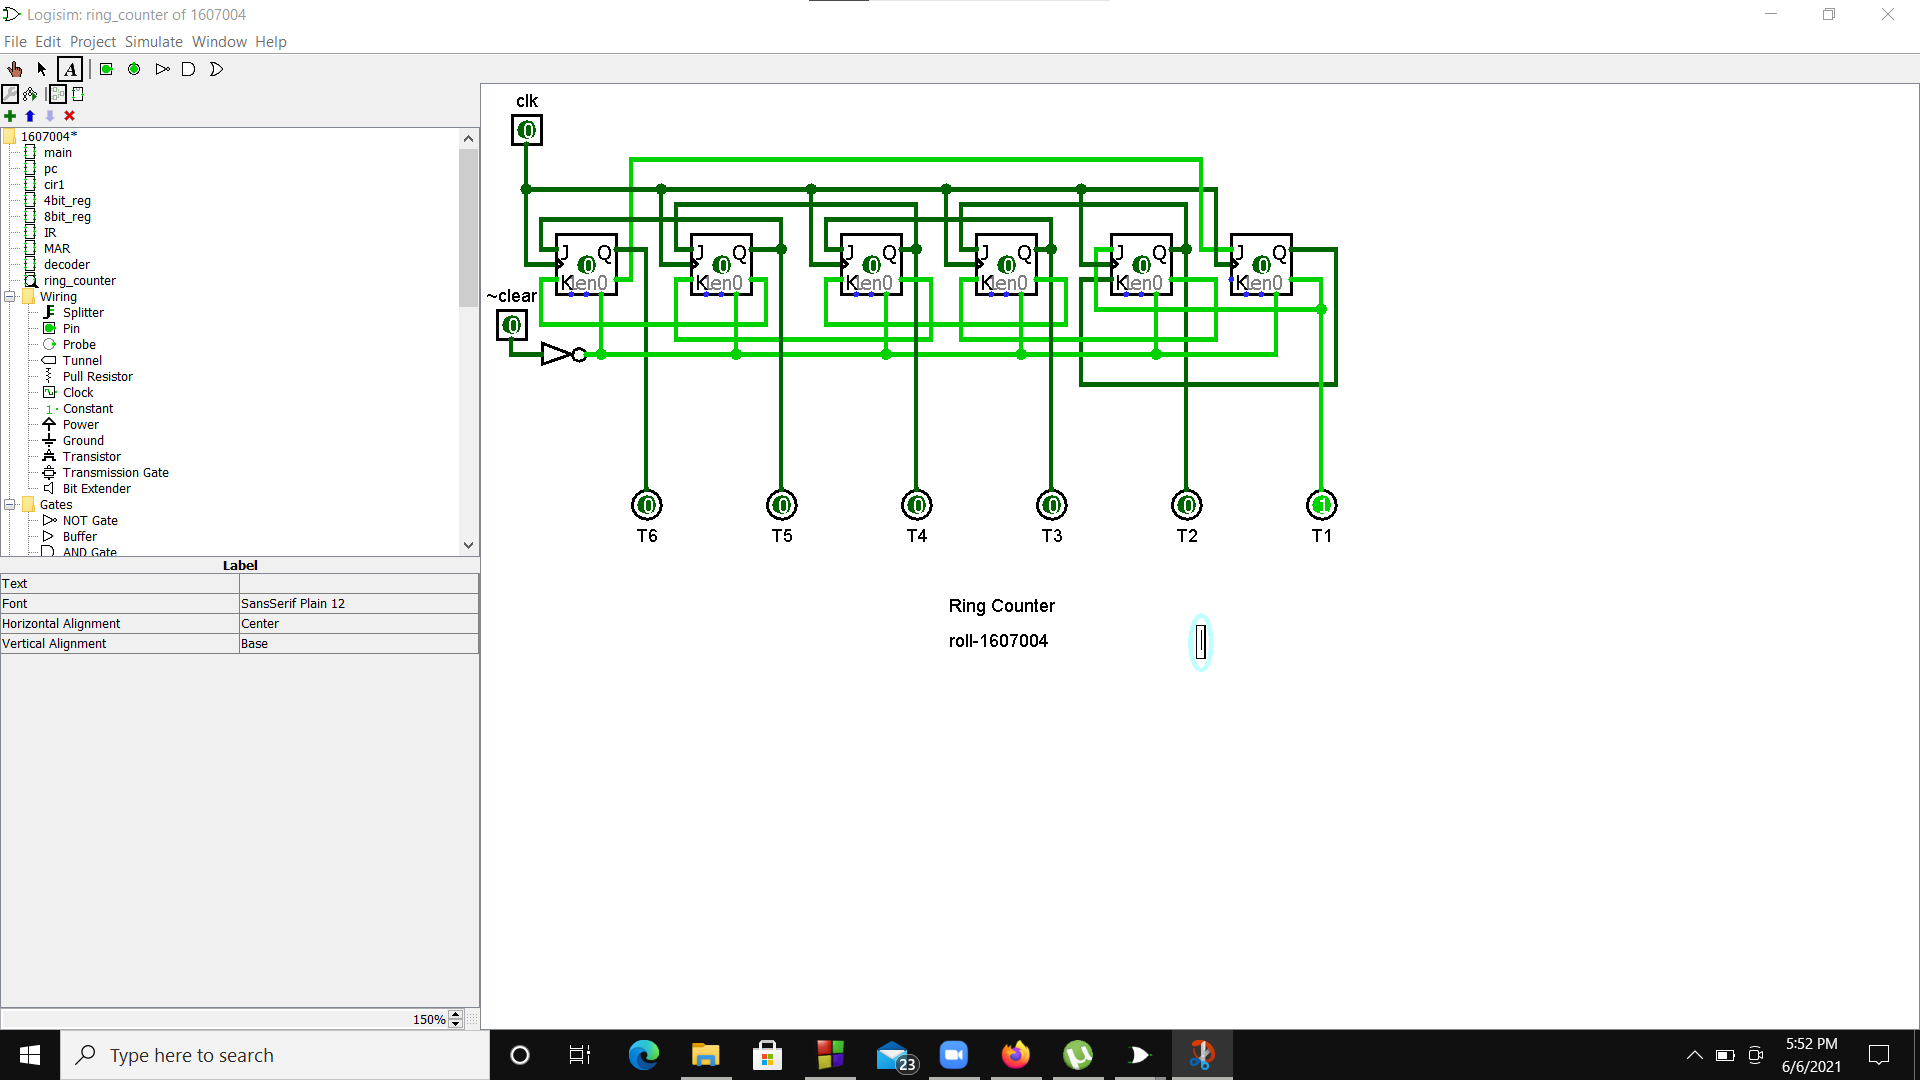 Logisim: ring_counter of 1607004
File Edit Project Simulate Window Help
A
1607004*
main
pc
cir1
4bit_reg
8bit_reg
IR
MAR
decoder
ring_counter
Wiring
Splitter
Pin
Probe
Tunnel
Pull Resistor
Clock
1 Constant
Power
Ground
Transistor
Transmission Gate
Bit Extender
Gates
NOT Gate
Buffer
AND Gate
Label
Text
Font SansSerif Plain 12
Horizontal Alignment Center
Vertical Alignment Base
150%
clk
0
J Q J Q J Q J Q J Q J Q
0 0 0 0 0 0
K en0 K en0 K en0 K en0 K en0 K en0
~clear
0
0 0 0 0 0 1
T6 T5 T4 T3 T2 T1
Ring Counter
roll-1607004
Type here to search
23
5:52 PM
6/6/2021